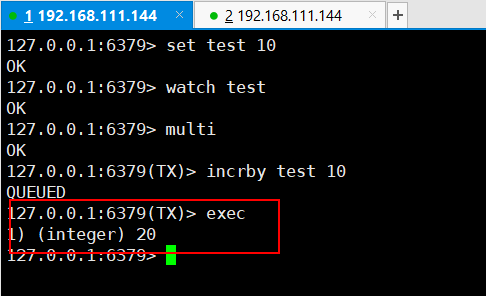 1 192.168.111.144
2 192.168.111.144
127.0.0.1:6379> set test 10
OK
127.0.0.1:6379> watch test
OK
127.0.0.1:6379> multi
OK
127.0.0.1:6379(TX)> incrby test 10
QUEUED
127.0.0.1:6379(TX)> exec
1) (integer) 20
127.0.0.1:6379>